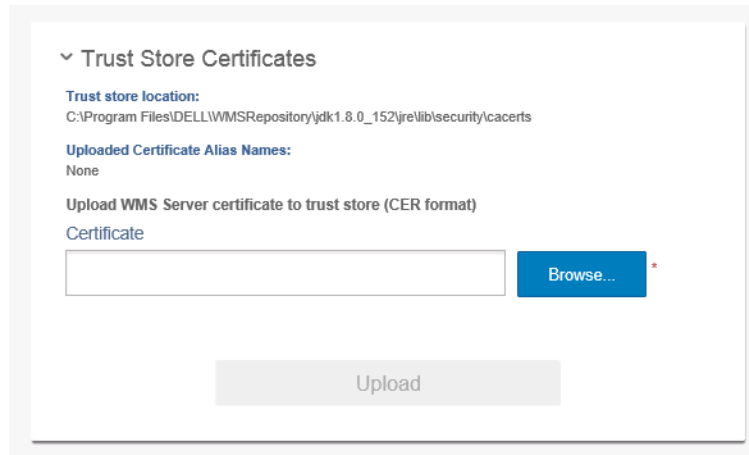 Trust Store Certificates
Trust store location:
C:\Program Files\DELL\WMSRepository\jdk1.8.0_152\jre\lib\security\cacerts
Uploaded Certificate Alias Names:
None
Upload WMS Server certificate to trust store (CER format)
Certificate
Browse... *
Upload